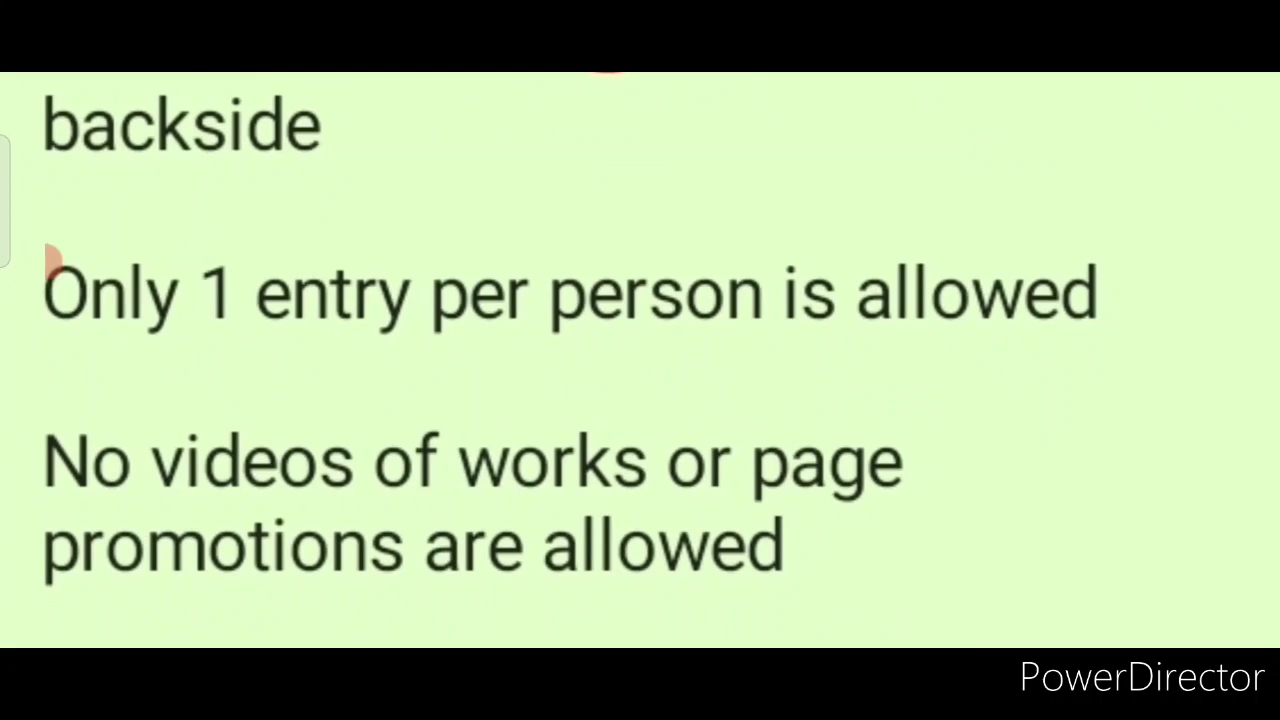 backside
Only 1 entry per person is allowed
No videos of works or page
promotions are allowed
PowerDirector